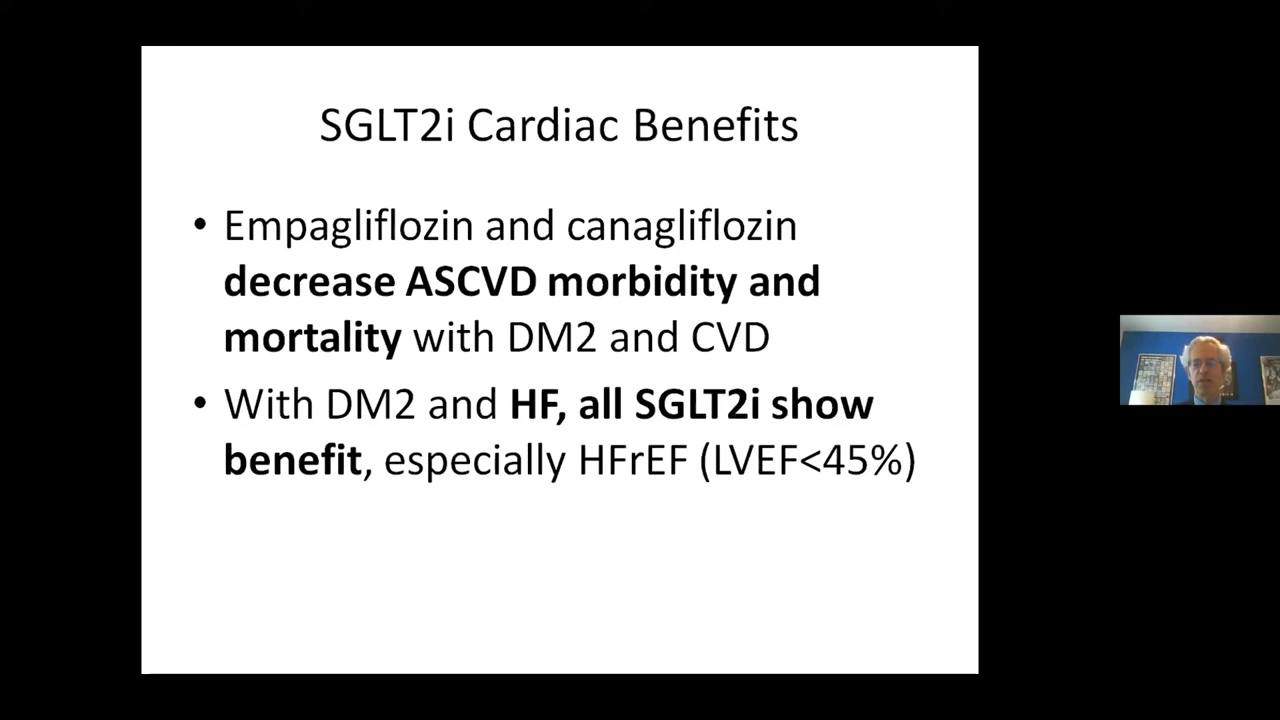 SGLT2i Cardiac Benefits
• Empagliflozin and canagliflozin
decrease ASCVD morbidity and
mortality with DM2 and CVD
• With DM2 and HF, all SGLT2i show
benefit, especially HFrEF (LVEF<45%)